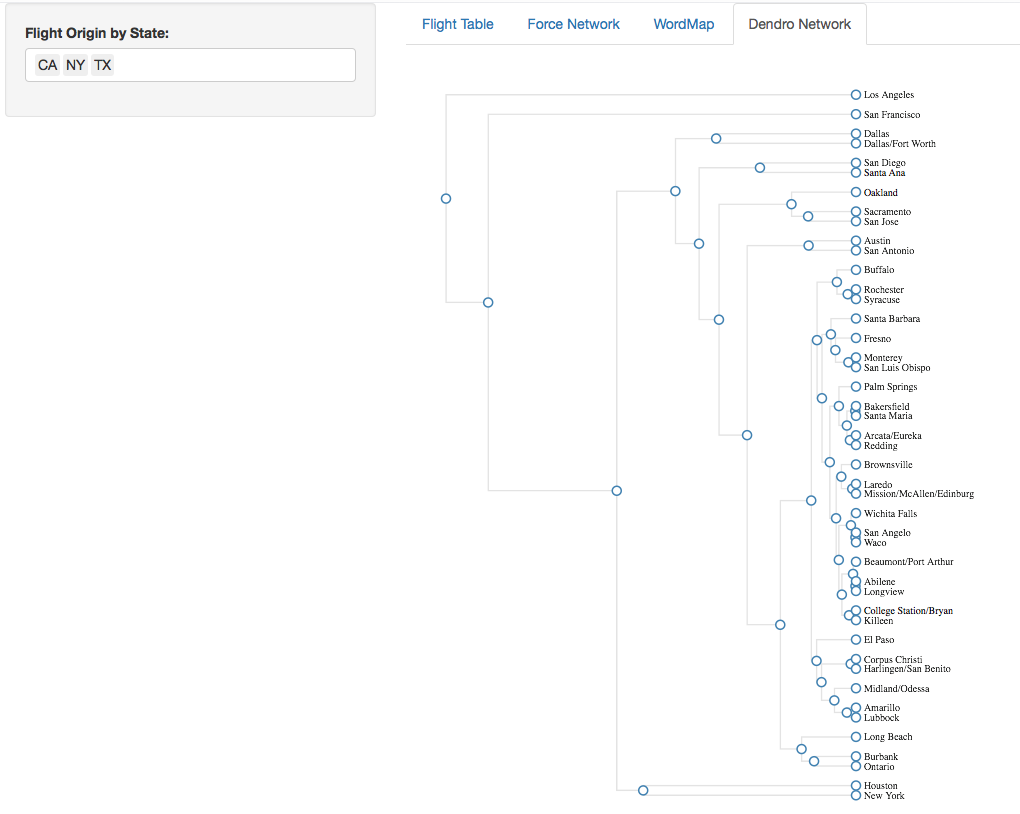 Flight Origin by State:
CA NY TX
Flight Table Force Network WordMap Dendro Network
Los Angeles
San Francisco
Dallas
Dallas/Fort Worth
San Diego
Santa Ana
Oakland
Sacramento
San Jose
Austin
San Antonio
Buffalo
Rochester
Syracuse
Santa Barbara
Fresno
Monterey
San Luis Obispo
Palm Springs
Bakersfield
Santa Maria
Arcata/Eureka
Redding
Brownsville
Laredo
Mission/McAllen/Edinburg
Wichita Falls
San Angelo
Waco
Beaumont/Port Arthur
Abilene
Longview
College Station/Bryan
Killeen
El Paso
Corpus Christi
Harlingen/San Benito
Midland/Odessa
Amarillo
Lubbock
Long Beach
Burbank
Ontario
Houston
New York